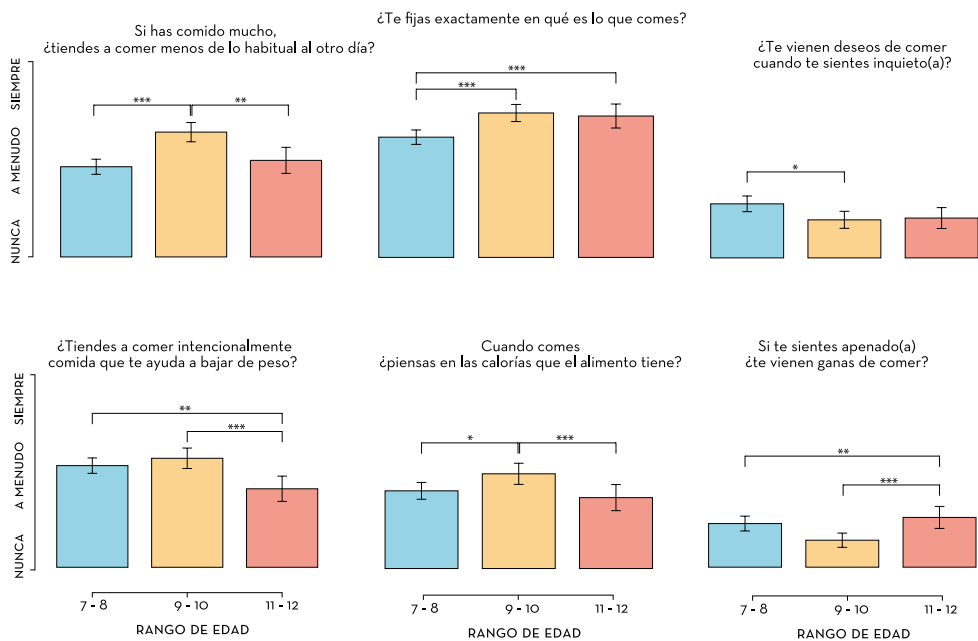 Si has comido mucho,
¿tiendes a comer menos de lo habitual al otro día?
¿Te fijas exactamente en qué es lo que comes?
¿Te vienen deseos de comer
cuando te sientes inquieto(a)?
SIEMPRE
A MENUDO
NUNCA
***
**
***
***
*
¿Tiendes a comer intencionalmente
comida que te ayuda a bajar de peso?
Cuando comes
¿piensas en las calorías que el alimento tiene?
Si te sientes apenado(a)
¿te vienen ganas de comer?
SIEMPRE
A MENUDO
NUNCA
**
***
*
***
**
***
7 - 8
9 - 10
11 - 12
7 - 8
9 - 10
11 - 12
7 - 8
9 - 10
11 - 12
RANGO DE EDAD
RANGO DE EDAD
RANGO DE EDAD